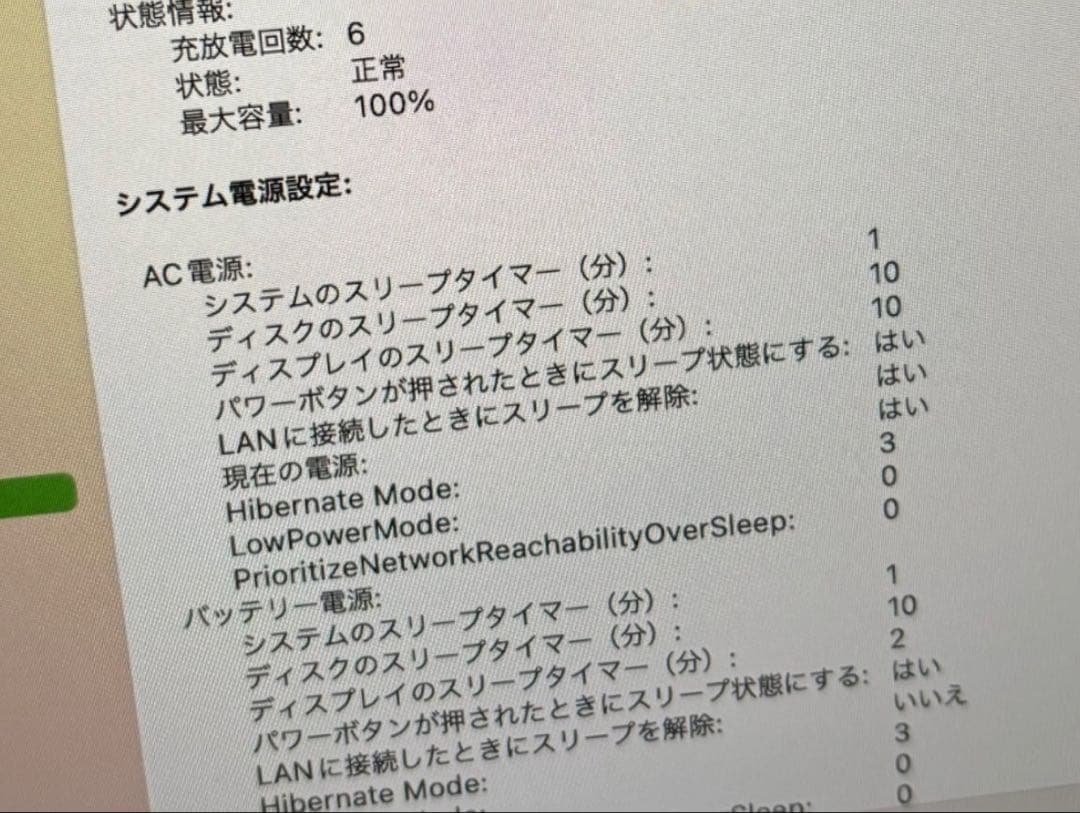 状態情報:
充放電回数: 6
状態: 正常
最大容量: 100%
システム電源設定:
AC電源:
システムのスリープタイマー（分）: 1
ディスクのスリープタイマー（分）: 10
ディスプレイのスリープタイマー（分）: 10
パワーボタンが押されたときにスリープ状態にする: はい
LANに接続したときにスリープを解除: はい
現在の電源: はい
Hibernate Mode: 3
LowPowerMode: 0
PrioritizeNetworkReachabilityOverSleep: 0
バッテリー電源:
システムのスリープタイマー（分）: 1
ディスクのスリープタイマー（分）: 10
ディスプレイのスリープタイマー（分）: 2
パワーボタンが押されたときにスリープ状態にする: はい
LANに接続したときにスリープを解除: いいえ
Hibernate Mode: 3
0
Sleep: 0